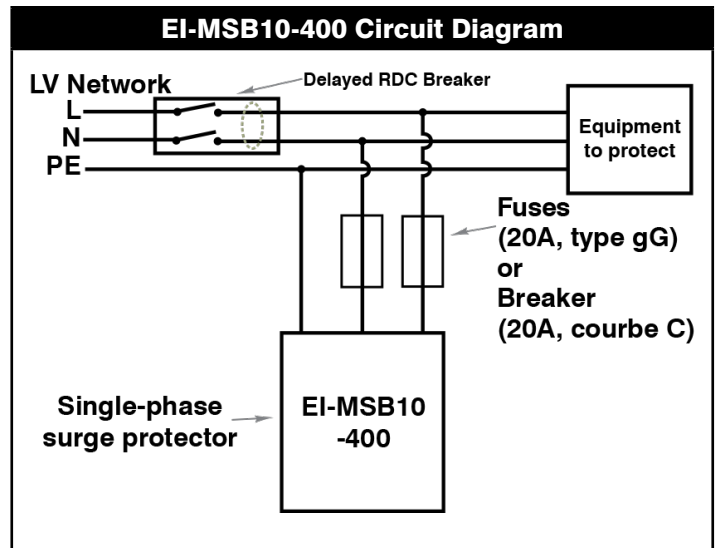 EI-MSB10-400 Circuit Diagram
LV Network
Delayed RDC Breaker
L
N
PE
Equipment
to protect
Fuses
(20A, type gG)
or
Breaker
(20A, courbe C)
Single-phase
surge protector
EI-MSB10
-400